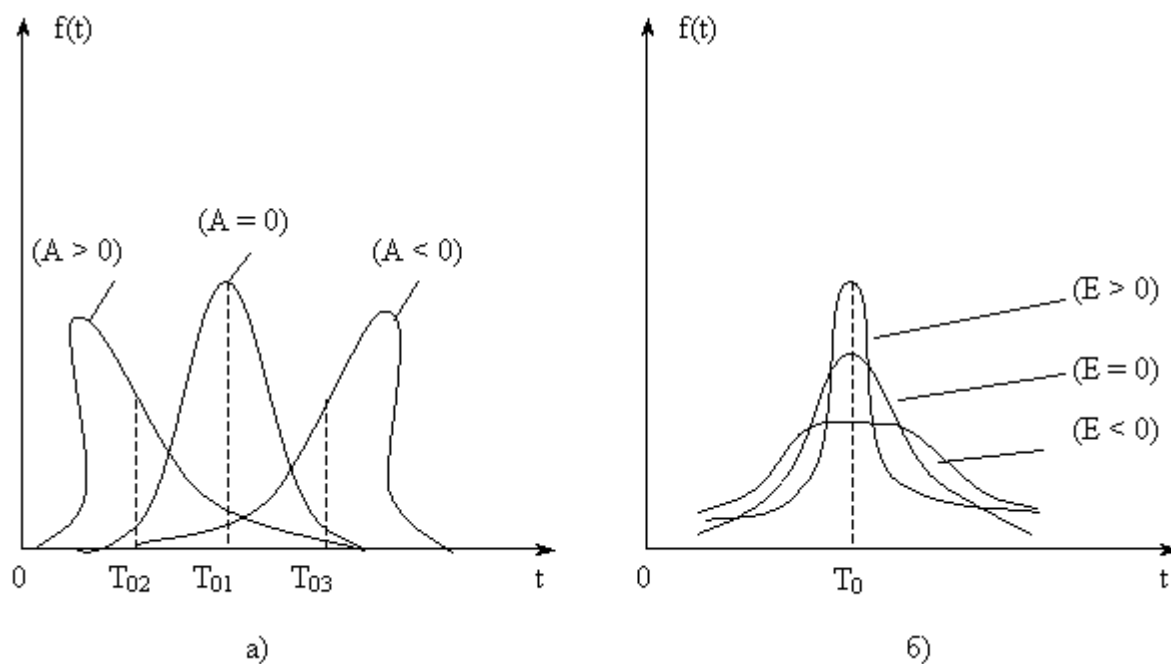 f(t)
(A = 0)
(A > 0)
(A < 0)
0
T02
T01
T03
t
а)
f(t)
(E > 0)
(E = 0)
(E < 0)
0
T0
t
б)